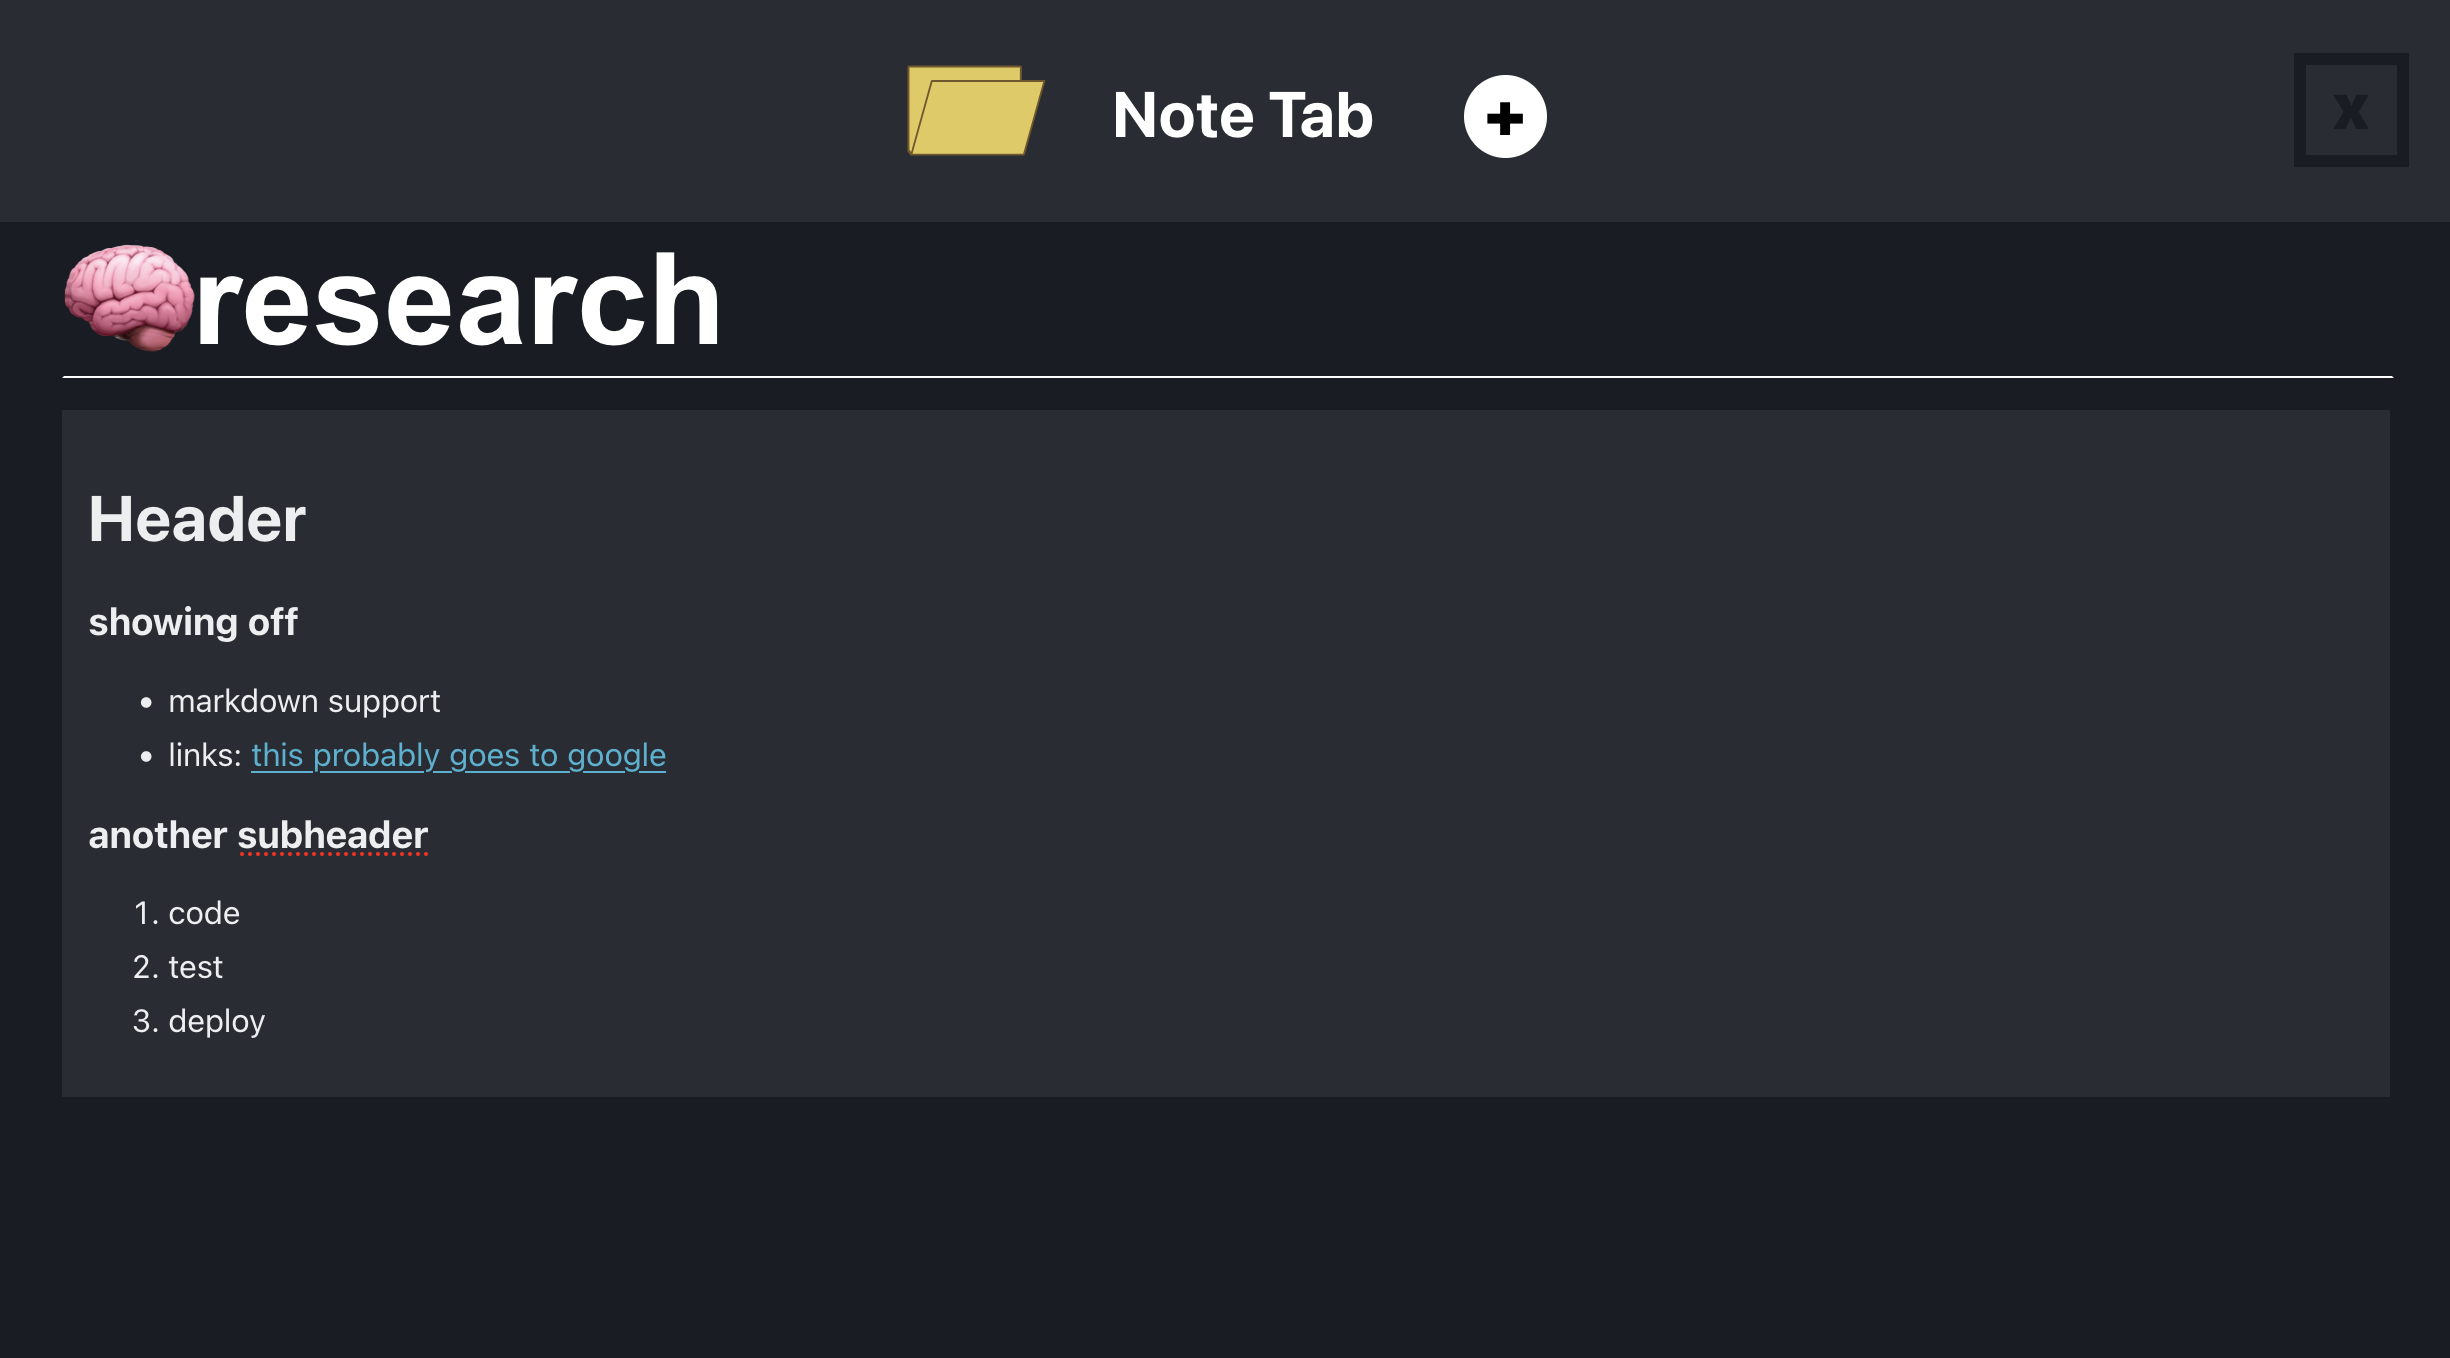 Note Tab +
x
🧠research
Header
showing off
• markdown support
• links: this probably goes to google
another subheader
1. code
2. test
3. deploy